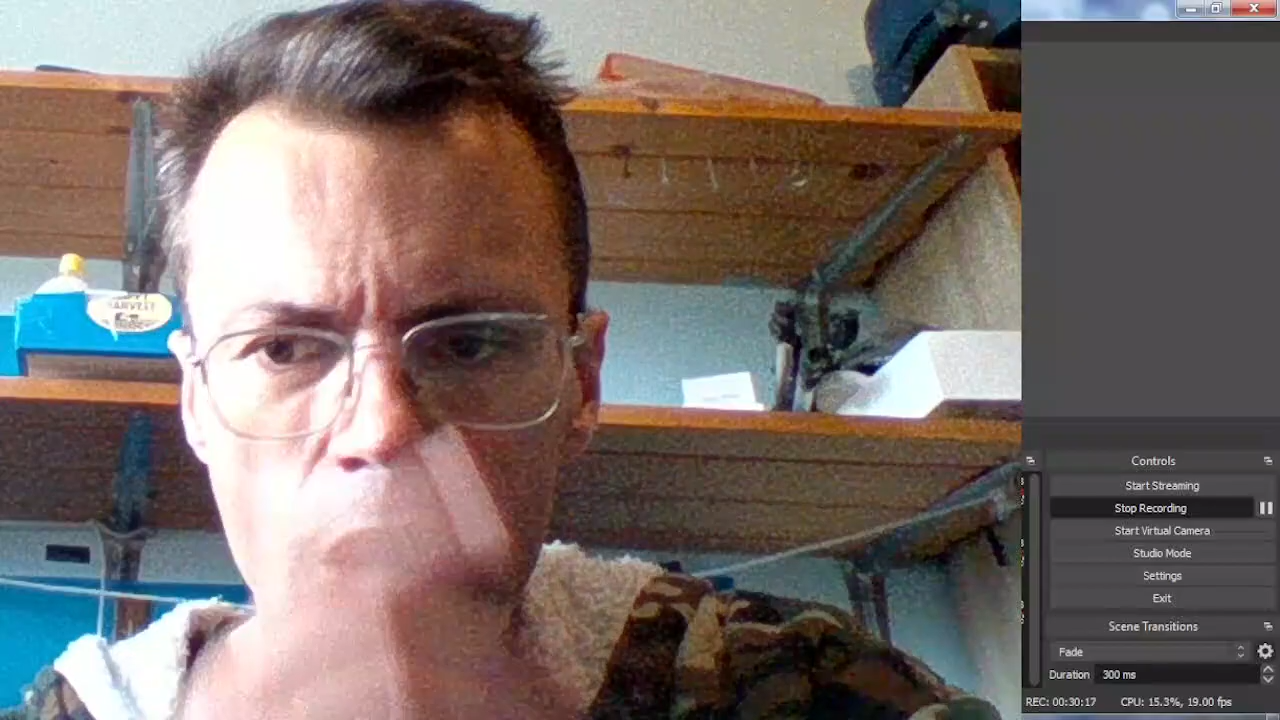 HARVEST
Controls
Start Streaming
Stop Recording
Start Virtual Camera
Studio Mode
Settings
Exit
Scene Transitions
Fade
Duration 300 ms
REC: 00:30:17 CPU: 15.3%, 19.00 fps